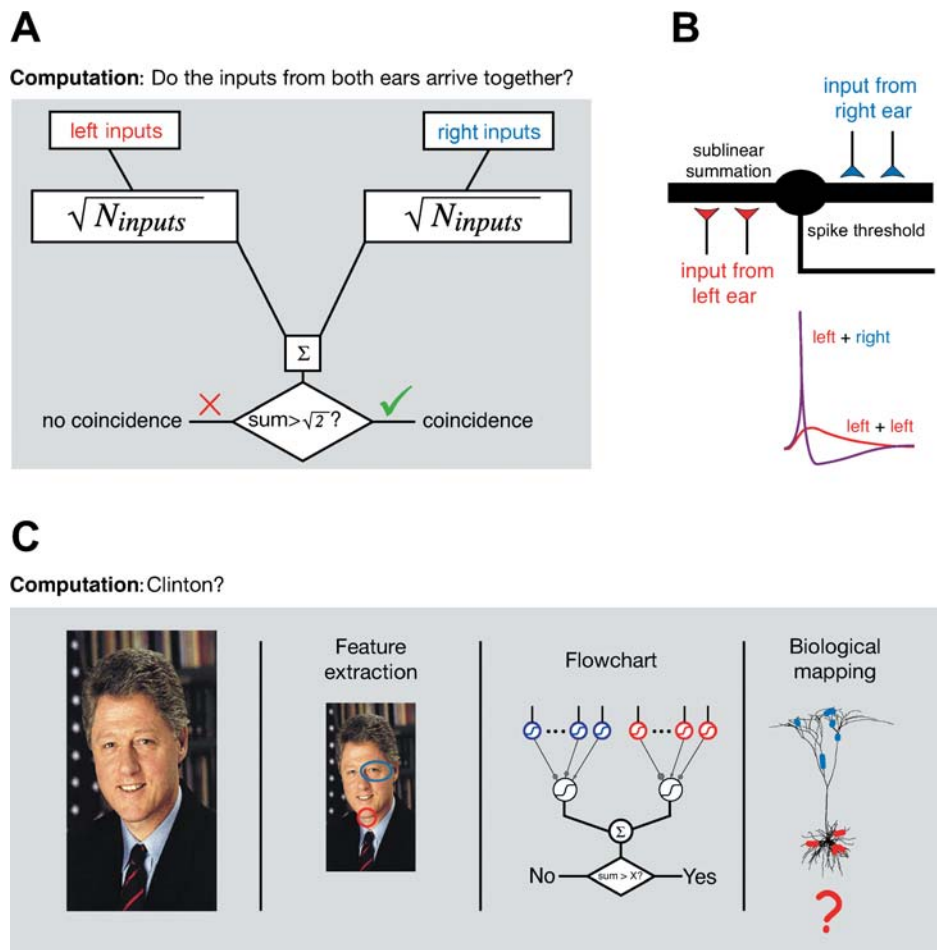 A
Computation: Do the inputs from both ears arrive together?
left inputs
right inputs
√N_inputs
√N_inputs
Σ
no coincidence
sum>√2 ?
coincidence
B
input from
right ear
sublinear
summation
spike threshold
input from
left ear
left + right
left + left
C
Computation: Clinton?
Feature
extraction
Flowchart
Σ
No
sum > X?
Yes
Biological
mapping
?